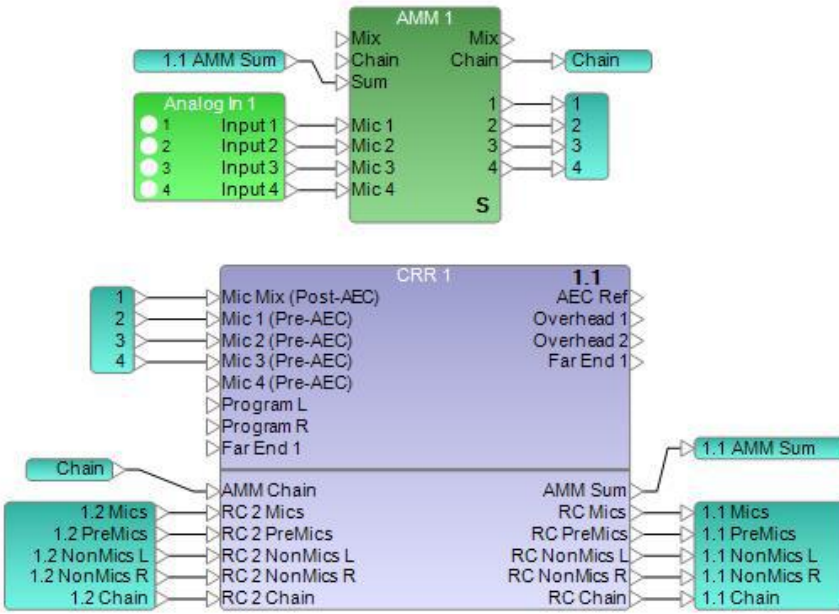 AMM 1
Mix Mix
1.1 AMM Sum Chain Chain Chain
Sum
Analog In 1 1 1
1 Input 1 Mic 1 2 2
2 Input 2 Mic 2 3 3
3 Input 3 Mic 3 4 4
4 Input 4 Mic 4
S
CRR 1 1.1
1 Mic Mix (Post-AEC) AEC Ref
2 Mic 1 (Pre-AEC) Overhead 1
3 Mic 2 (Pre-AEC) Overhead 2
4 Mic 3 (Pre-AEC) Far End 1
Mic 4 (Pre-AEC)
Program L
Program R
Far End 1 1.1 AMM Sum
Chain
AMM Chain AMM Sum
1.2 Mics RC 2 Mics RC Mics 1.1 Mics
1.2 PreMics RC 2 PreMics RC PreMics 1.1 PreMics
1.2 NonMics L RC 2 NonMics L RC NonMics L 1.1 NonMics L
1.2 NonMics R RC 2 NonMics R RC NonMics R 1.1 NonMics R
1.2 Chain RC 2 Chain RC Chain 1.1 Chain